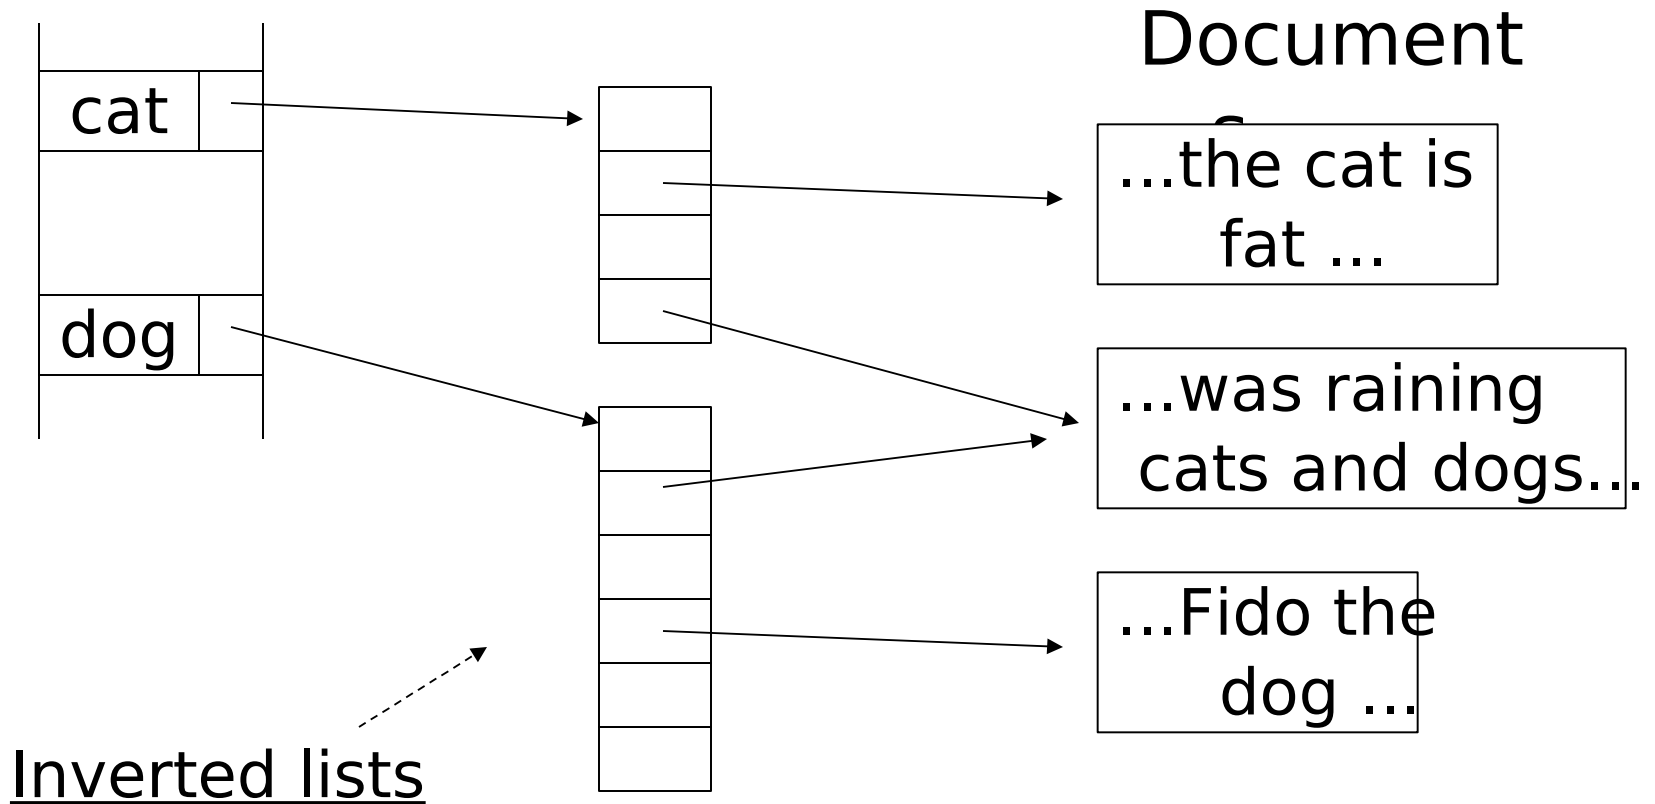 Document
s
cat
...the cat is
fat ...
dog
...was raining
cats and dogs...
...Fido the
dog ...
Inverted lists